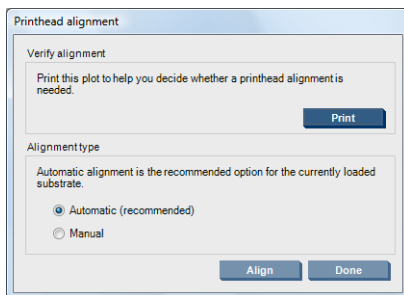 Printhead alignment
Verify alignment
Print this plot to help you decide whether a printhead alignment is
needed.
Print
Alignment type
Automatic alignment is the recommended option for the currently loaded
substrate.
Automatic (recommended)
Manual
Align
Done